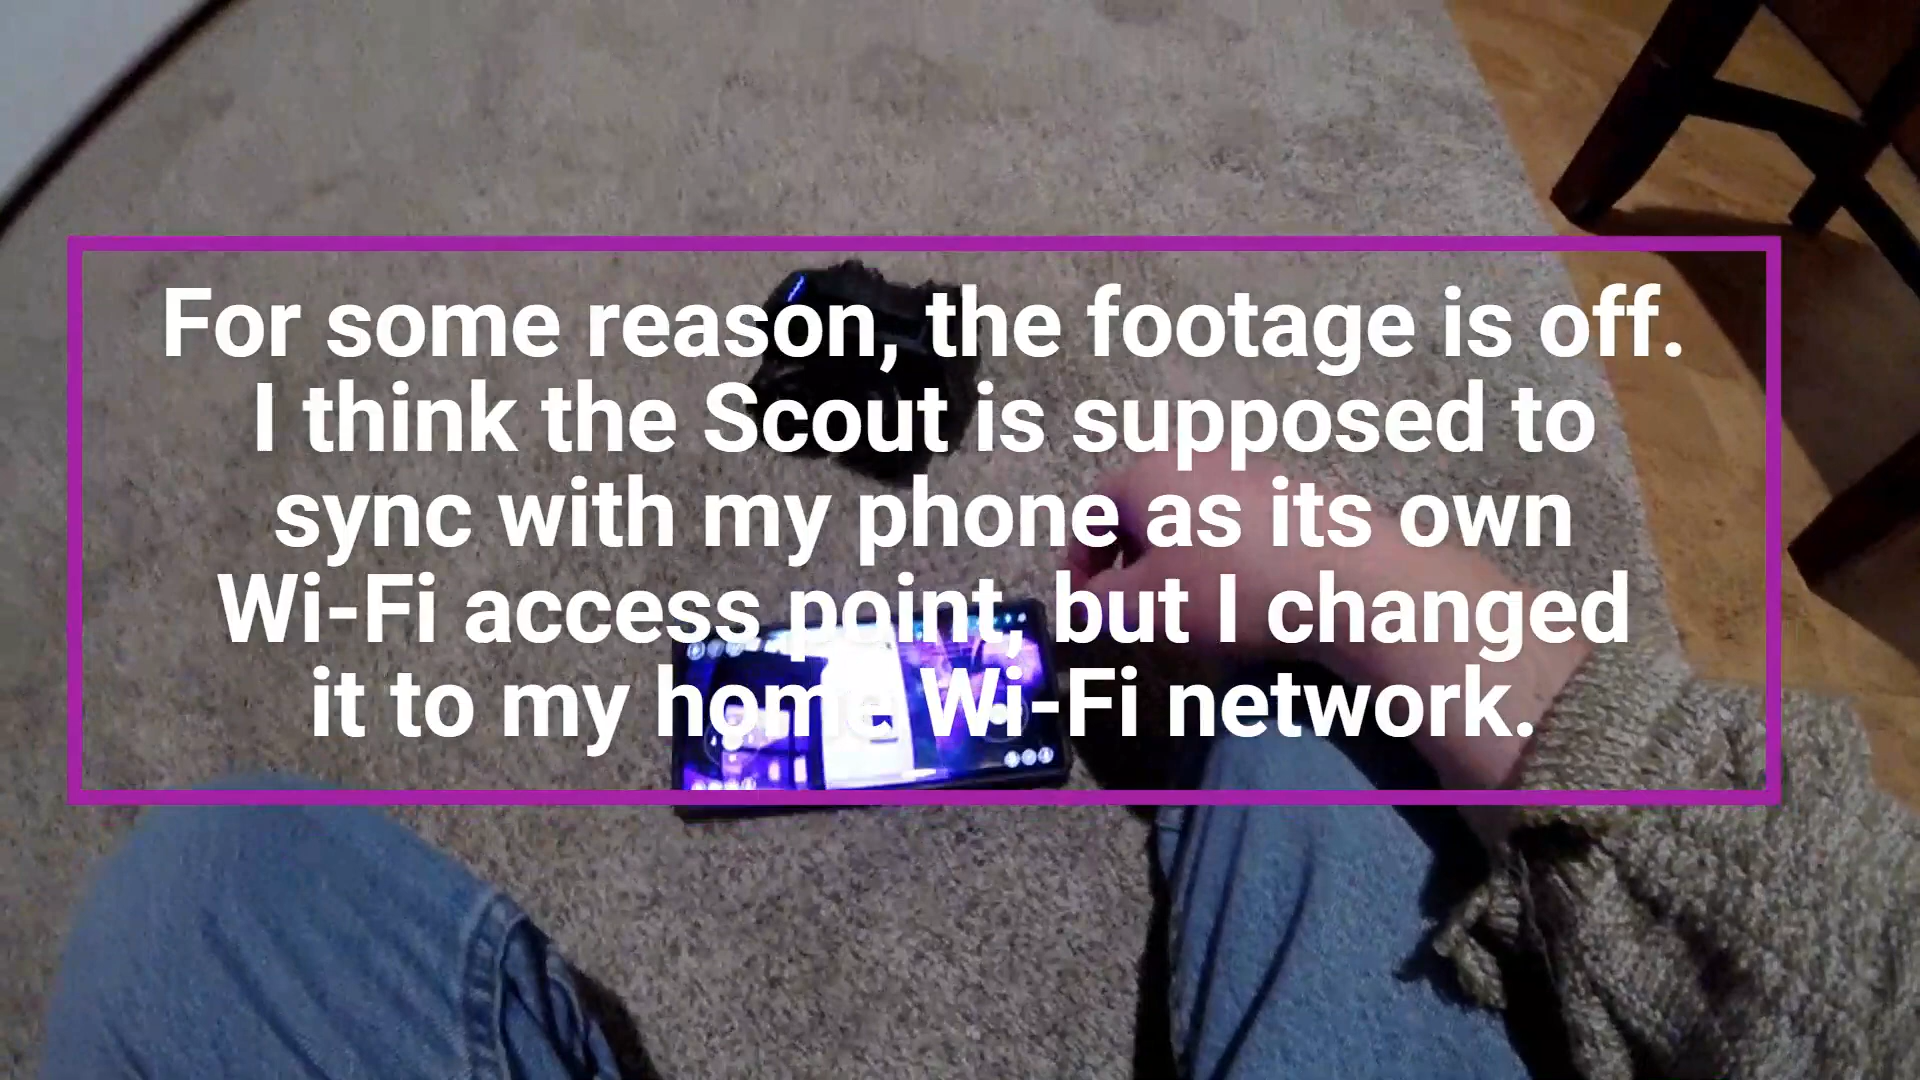 For some reason, the footage is off.
I think the Scout is supposed to
sync with my phone as its own
Wi-Fi access point, but I changed
it to my home Wi-Fi network.